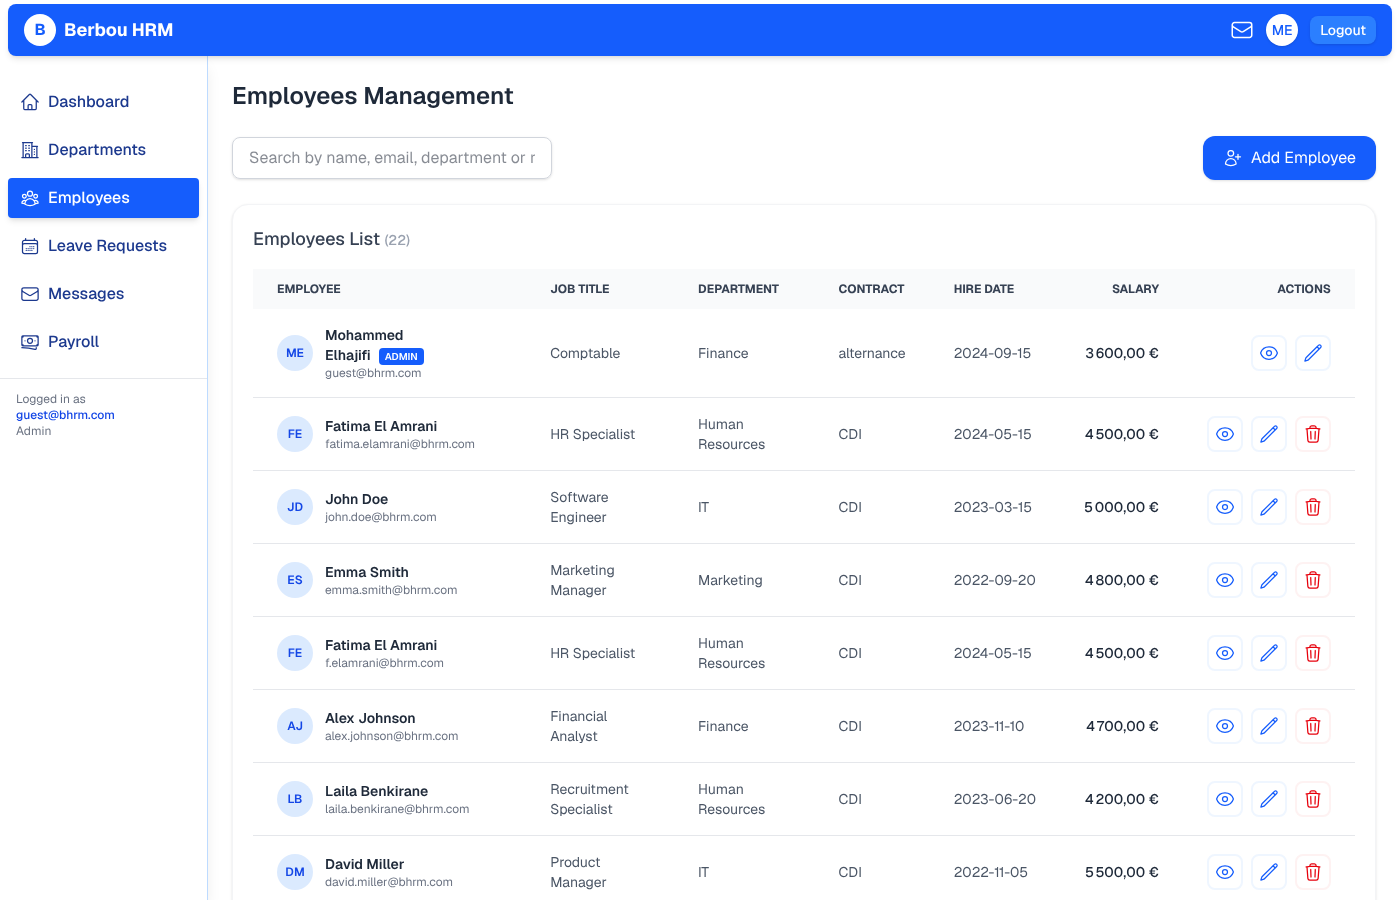 B Berbou HRM
ME Logout
Dashboard
Departments
Employees
Leave Requests
Messages
Payroll
Logged in as
guest@bhrm.com
Admin
Employees Management
Search by name, email, department or r
Add Employee
Employees List (22)
EMPLOYEE JOB TITLE DEPARTMENT CONTRACT HIRE DATE SALARY ACTIONS
ME Mohammed
Elhajifi ADMIN
guest@bhrm.com
Comptable Finance alternance 2024-09-15 3 600,00 €
FE Fatima El Amrani
fatima.elamrani@bhrm.com
HR Specialist
Human
Resources
CDI 2024-05-15 4 500,00 €
JD John Doe
john.doe@bhrm.com
Software
Engineer
IT CDI 2023-03-15 5 000,00 €
ES Emma Smith
emma.smith@bhrm.com
Marketing
Manager
Marketing CDI 2022-09-20 4 800,00 €
FE Fatima El Amrani
f.elamrani@bhrm.com
HR Specialist
Human
Resources
CDI 2024-05-15 4 500,00 €
AJ Alex Johnson
alex.johnson@bhrm.com
Financial
Analyst
Finance CDI 2023-11-10 4 700,00 €
LB Laila Benkirane
laila.benkirane@bhrm.com
Recruitment
Specialist
Human
Resources
CDI 2023-06-20 4 200,00 €
DM David Miller
david.miller@bhrm.com
Product
Manager
IT CDI 2022-11-05 5 500,00 €